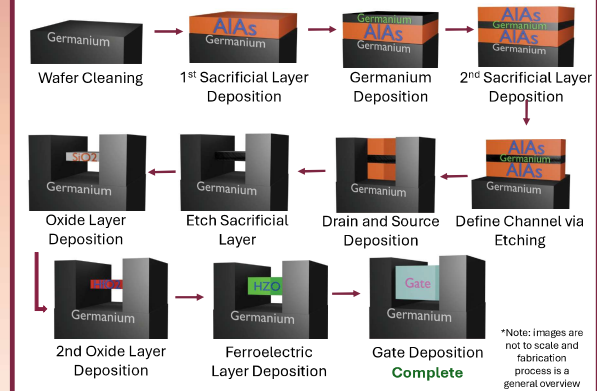 Germanium
Wafer Cleaning
AlAs
Germanium
1st Sacrificial Layer
Deposition
Germanium
AlAs
Germanium
Germanium
Deposition
AlAs
Germanium
AlAs
Germanium
2nd Sacrificial Layer
Deposition
SiO2
Germanium
Oxide Layer
Deposition
Germanium
Etch Sacrificial
Layer
Germanium
Drain and Source
Deposition
AlAs
Germanium
AlAs
Germanium
Define Channel via
Etching
HfO2
Germanium
2nd Oxide Layer
Deposition
HZO
Germanium
Ferroelectric
Layer Deposition
Gate
Germanium
Gate Deposition
Complete
*Note: images are
not to scale and
fabrication
process is a
general overview